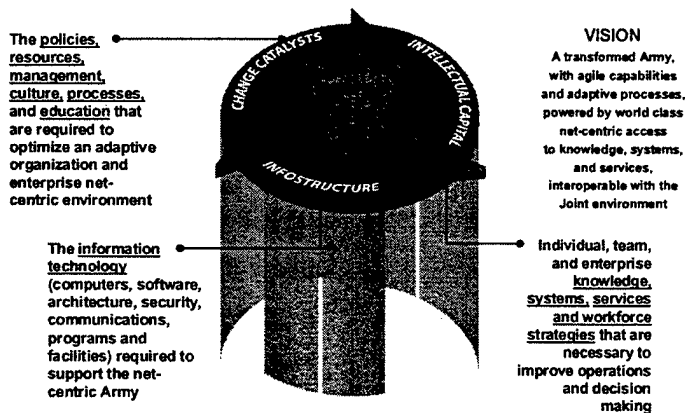 The policies,
resources,
management,
culture, processes,
and education that
are required to
optimize an adaptive
organization and
enterprise net-
centric environment
CHANGE CATALYSTS
INTELLECTUAL CAPITAL
INFOSTRUCTURE
VISION
A transformed Army,
with agile capabilities
and adaptive processes,
powered by world class
net-centric access
to knowledge, systems,
and services,
interoperable with the
Joint environment
The information
technology
(computers, software,
architecture, security,
communications,
programs and
facilities) required to
support the net-
centric Army
Individual, team,
and enterprise
knowledge,
systems, services
and workforce
strategies that are
necessary to
improve operations
and decision
making